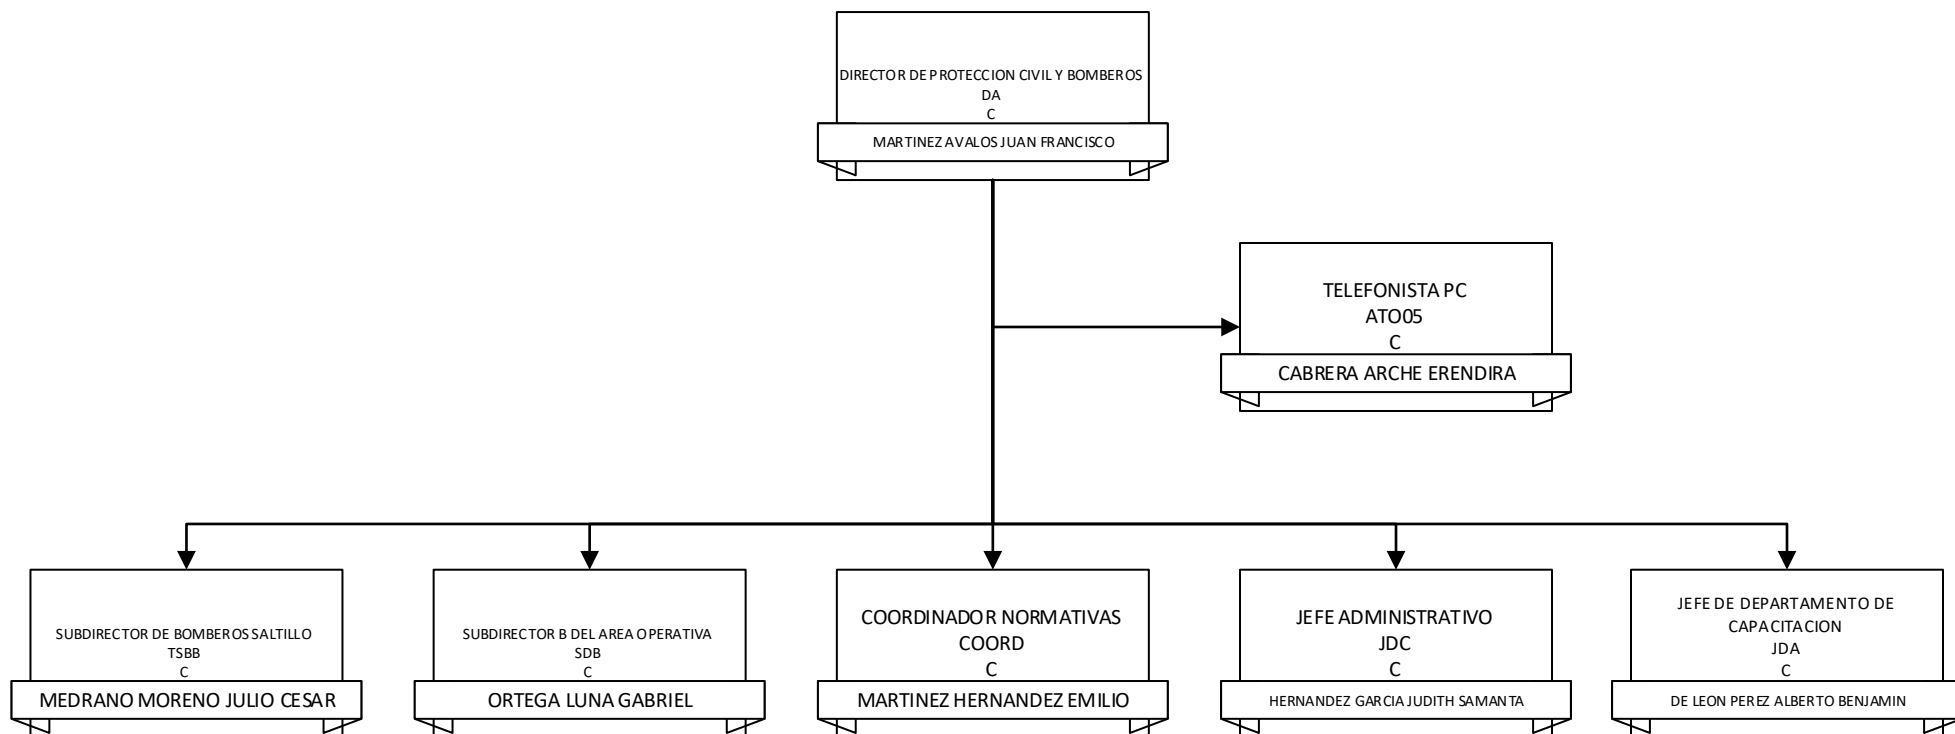 DIRECTOR DE PROTECCION CIVIL Y BOMBEROS
DA
C
MARTINEZ AVALOS JUAN FRANCISCO
TELEFONISTA PC
ATO05
C
CABRERA ARCHE ERENDIRA
SUBDIRECTOR DE BOMBEROS SALTILLO
TSBB
C
MEDRANO MORENO JULIO CESAR
SUBDIRECTOR B DEL AREA OPERATIVA
SDB
C
ORTEGA LUNA GABRIEL
COORDINADOR NORMATIVAS
COORD
C
MARTINEZ HERNANDEZ EMILIO
JEFE ADMINISTRATIVO
JDC
C
HERNANDEZ GARCIA JUDITH SAMANTA
JEFE DE DEPARTAMENTO DE
CAPACITACION
JDA
C
DE LEON PEREZ ALBERTO BENJAMIN